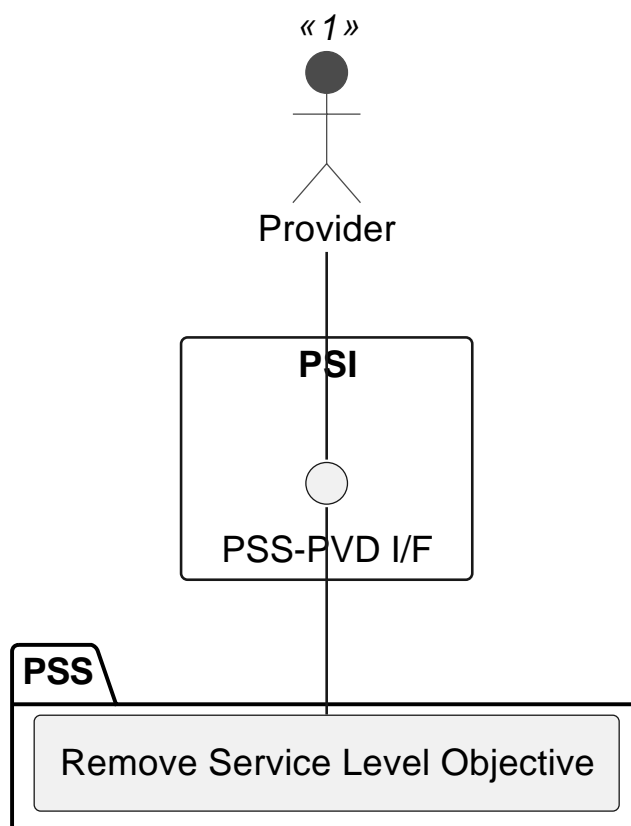 «1»
Provider
PSI
PSS-PVD I/F
PSS
Remove Service Level Objective